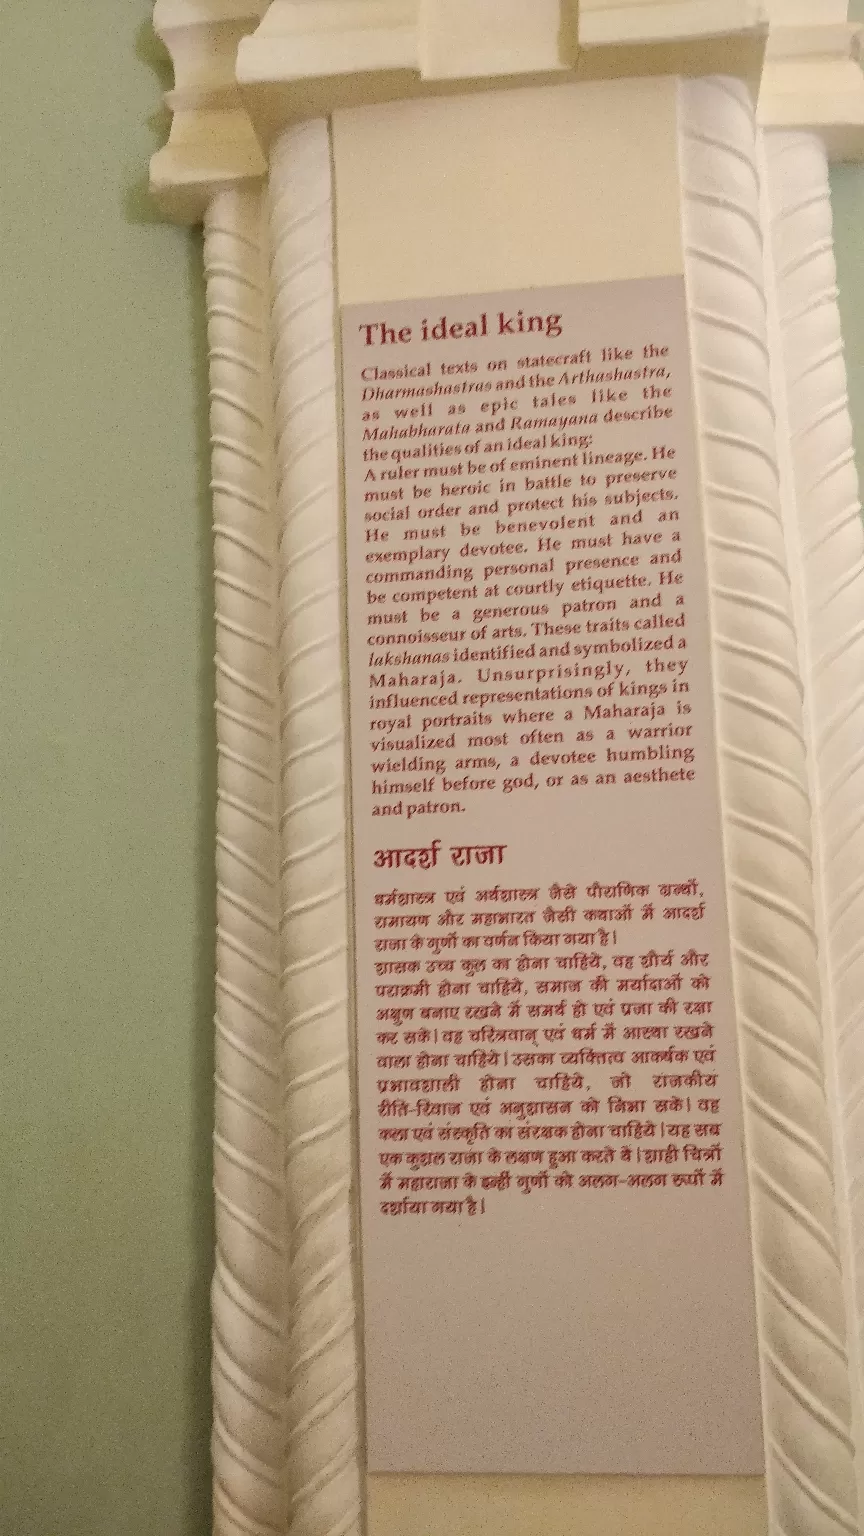 The ideal king
Classical texts on statecraft like the
Dharmashastras and the Arthashastra,
as well as epic tales like the
Mahabharata and Ramayana describe
the qualities of an ideal king:
A ruler must be of eminent lineage. He
must be heroic in battle to preserve
social order and protect his subjects.
He must be benevolent and an
exemplary devotee. He must have a
commanding personal presence and
be competent at courtly etiquette. He
must be a generous patron and a
connoisseur of arts. These traits called
lakshanas identified and symbolized a
Maharaja. Unsurprisingly, they
influenced representations of kings in
royal portraits where a Maharaja is
visualized most often as a warrior
wielding arms, a devotee humbling
himself before god, or as an aesthete
and patron.
आदर्श राजा
धर्मशास्त्र एवं अर्थशास्त्र जैसे पौराणिक ग्रन्थों,
रामायण और महाभारत जैसी कथाओं में आदर्श
राजा के गुणों का वर्णन किया गया है।
शासक उच्च कुल का होना चाहिये, वह शौर्य और
पराक्रमी होना चाहिये, समाज की मर्यादाओं को
अक्षुण बनाए रखने में समर्थ हो एवं प्रजा की रक्षा
कर सके। वह चरित्रवान् एवं धर्म में आस्था रखने
वाला होना चाहिये। उसका व्यक्तित्व आकर्षक एवं
प्रभावशाली होना चाहिये, जो राजकीय
रीति-रिवाज एवं अनुशासन को निभा सके। वह
कला एवं संस्कृति का संरक्षक होना चाहिये। यह सब
एक कुशल राजा के लक्षण हुआ करते थे। शाही चित्रों
में महाराजा के इन्हीं गुणों को अलग-अलग रूपों में
दर्शाया गया है।